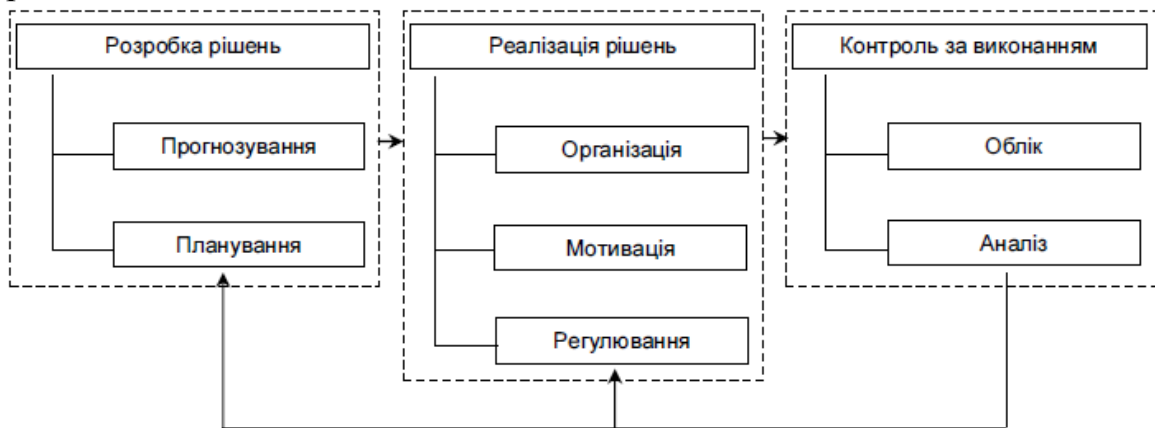 Розробка рішень
Прогнозування
Планування
Реалізація рішень
Організація
Мотивація
Регулювання
Контроль за виконанням
Облік
Аналіз